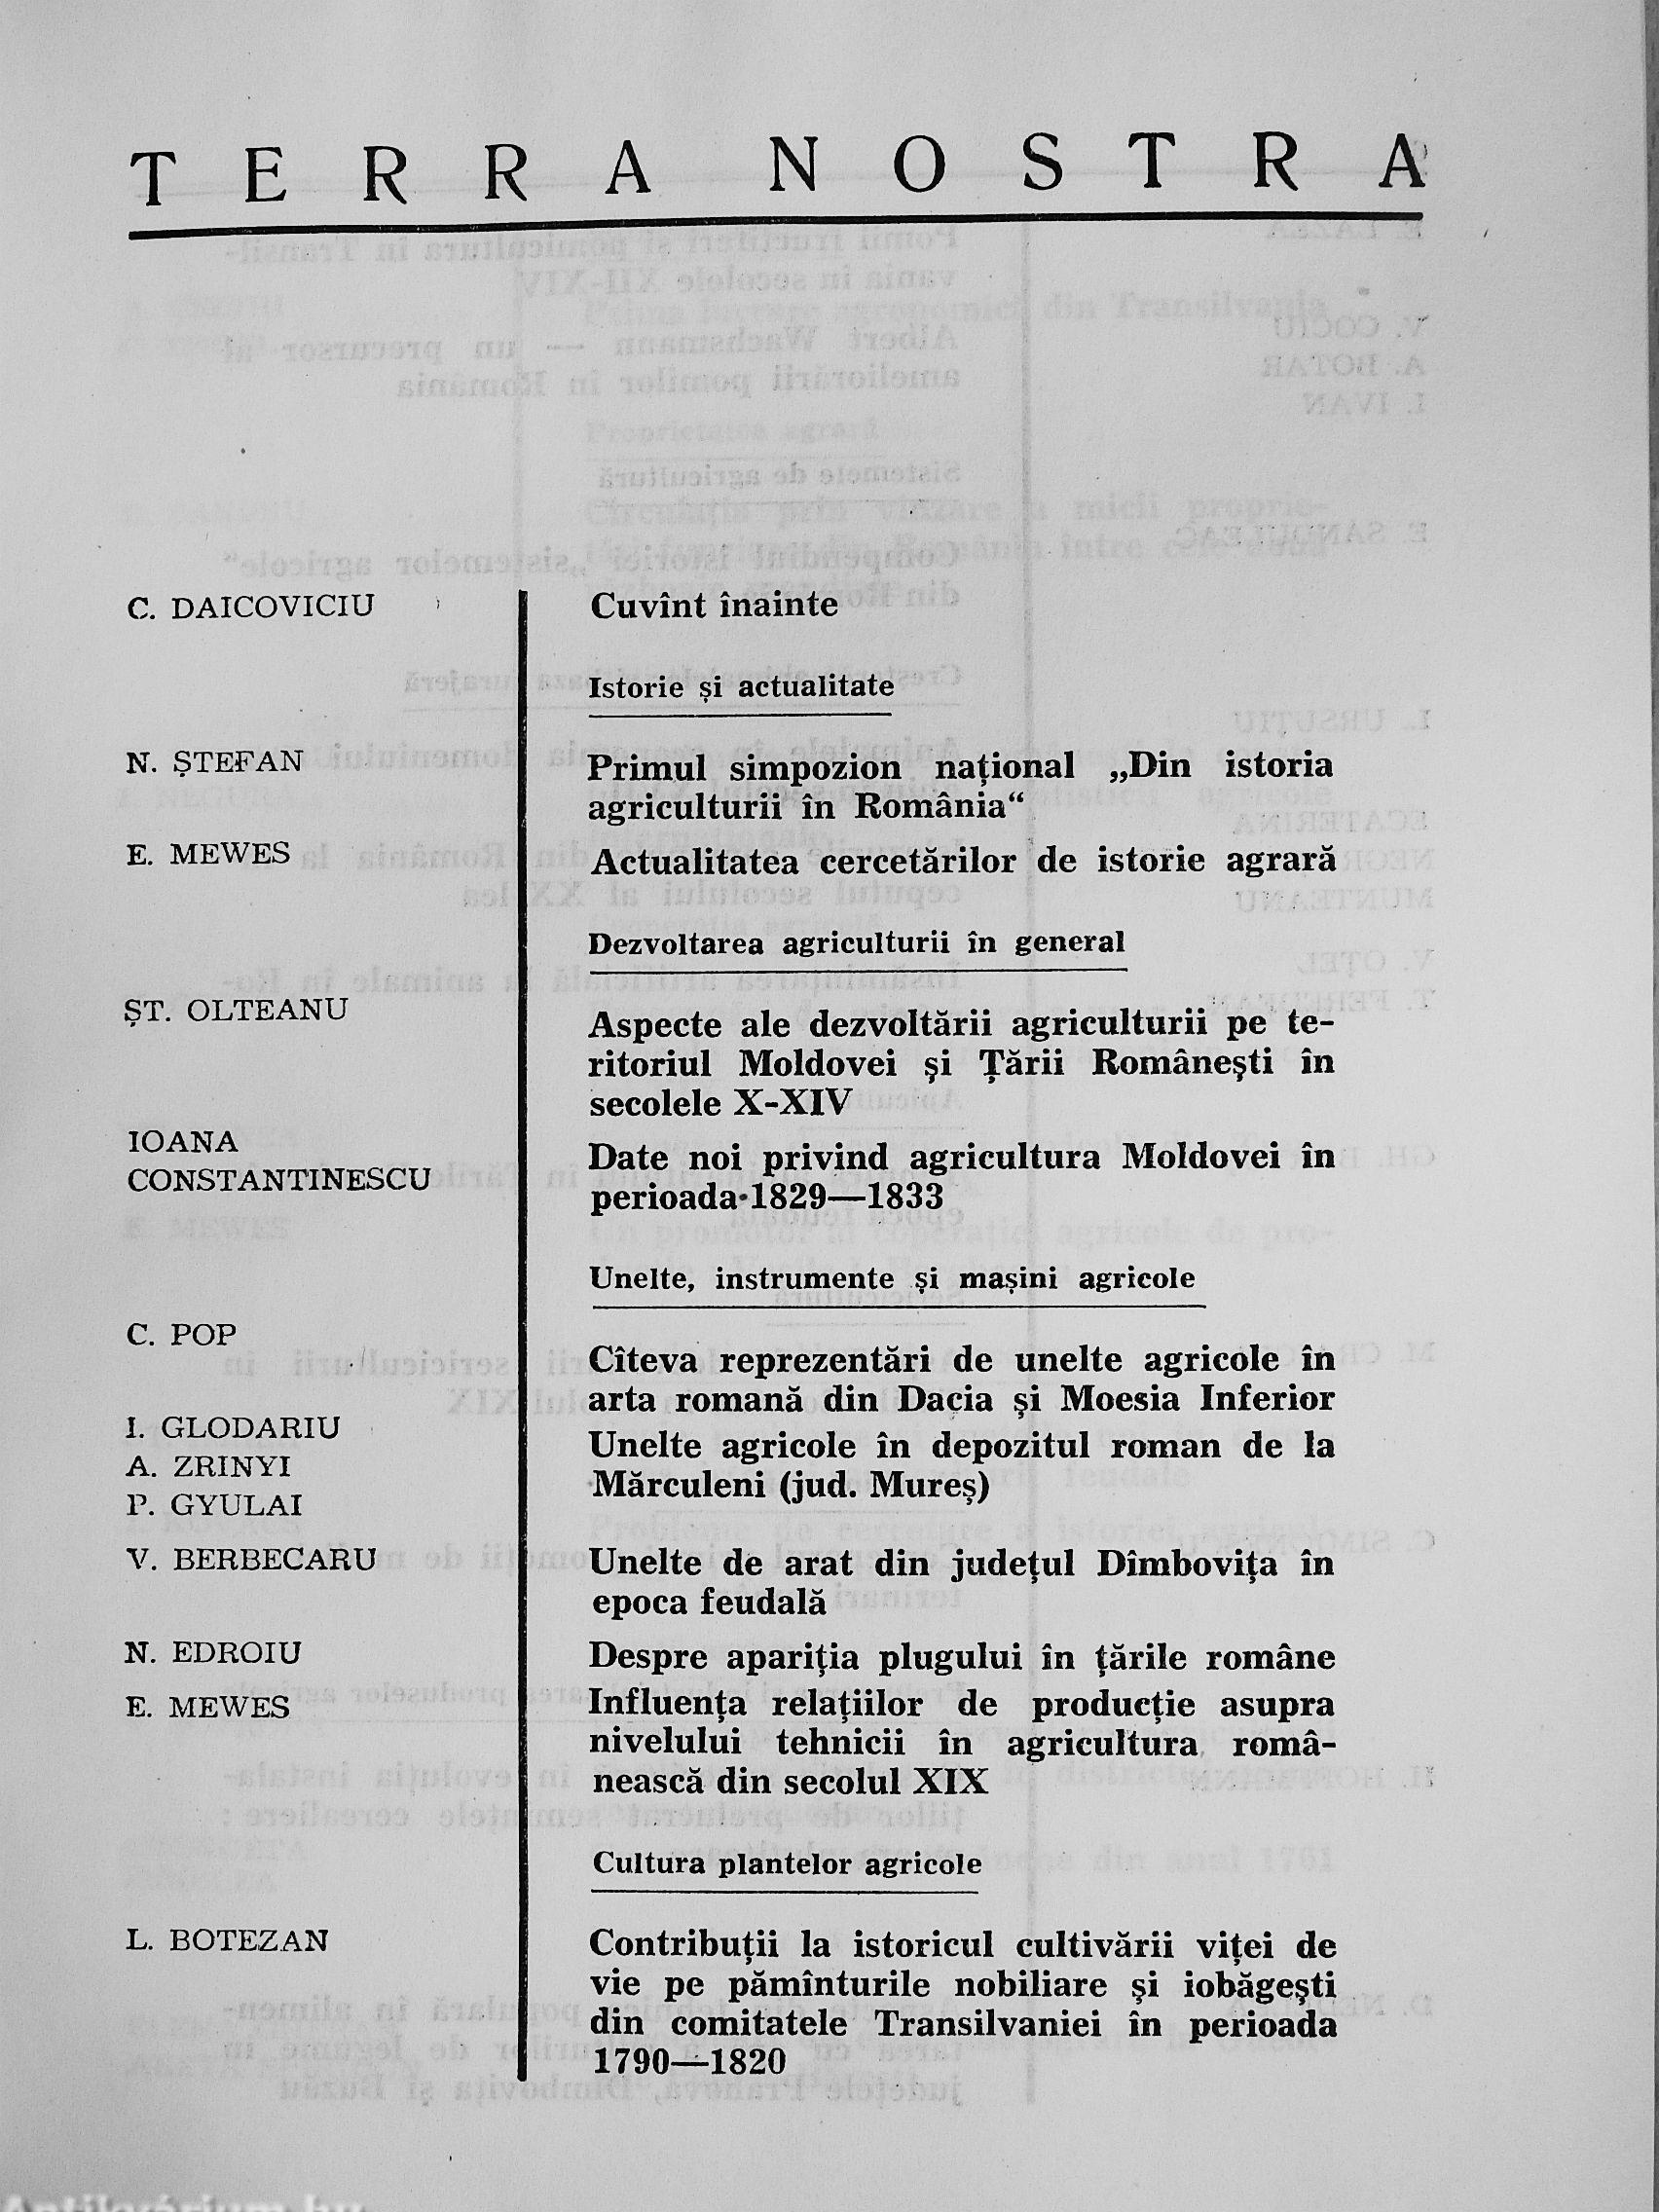 TERRA NOSTRA
C. DAICOVICIU
Cuvînt înainte
Istorie și actualitate
N. ȘTEFAN
Primul simpozion național „Din istoria
agriculturii în România“
E. MEWES
Actualitatea cercetărilor de istorie agrară
Dezvoltarea agriculturii în general
ȘT. OLTEANU
Aspecte ale dezvoltării agriculturii pe te-
ritoriul Moldovei și Țării Românești în
secolele X-XIV
IOANA
CONSTANTINESCU
Date noi privind agricultura Moldovei în
perioada 1829—1833
Unelte, instrumente și mașini agricole
C. POP
Cîteva reprezentări de unelte agricole în
arta romană din Dacia și Moesia Inferior
I. GLODARIU
A. ZRINYI
P. GYULAI
Unelte agricole în depozitul roman de la
Mărculeni (jud. Mureș)
V. BERBECARU
Unelte de arat din județul Dîmbovița în
epoca feudală
N. EDROIU
Despre apariția plugului în țările române
E. MEWES
Influența relațiilor de producție asupra
nivelului tehnicii în agricultura româ-
nească din secolul XIX
Cultura plantelor agricole
L. BOTEZAN
Contribuții la istoricul cultivării viței de
vie pe pămînturile nobiliare și iobăgești
din comitatele Transilvaniei în perioada
1790—1820